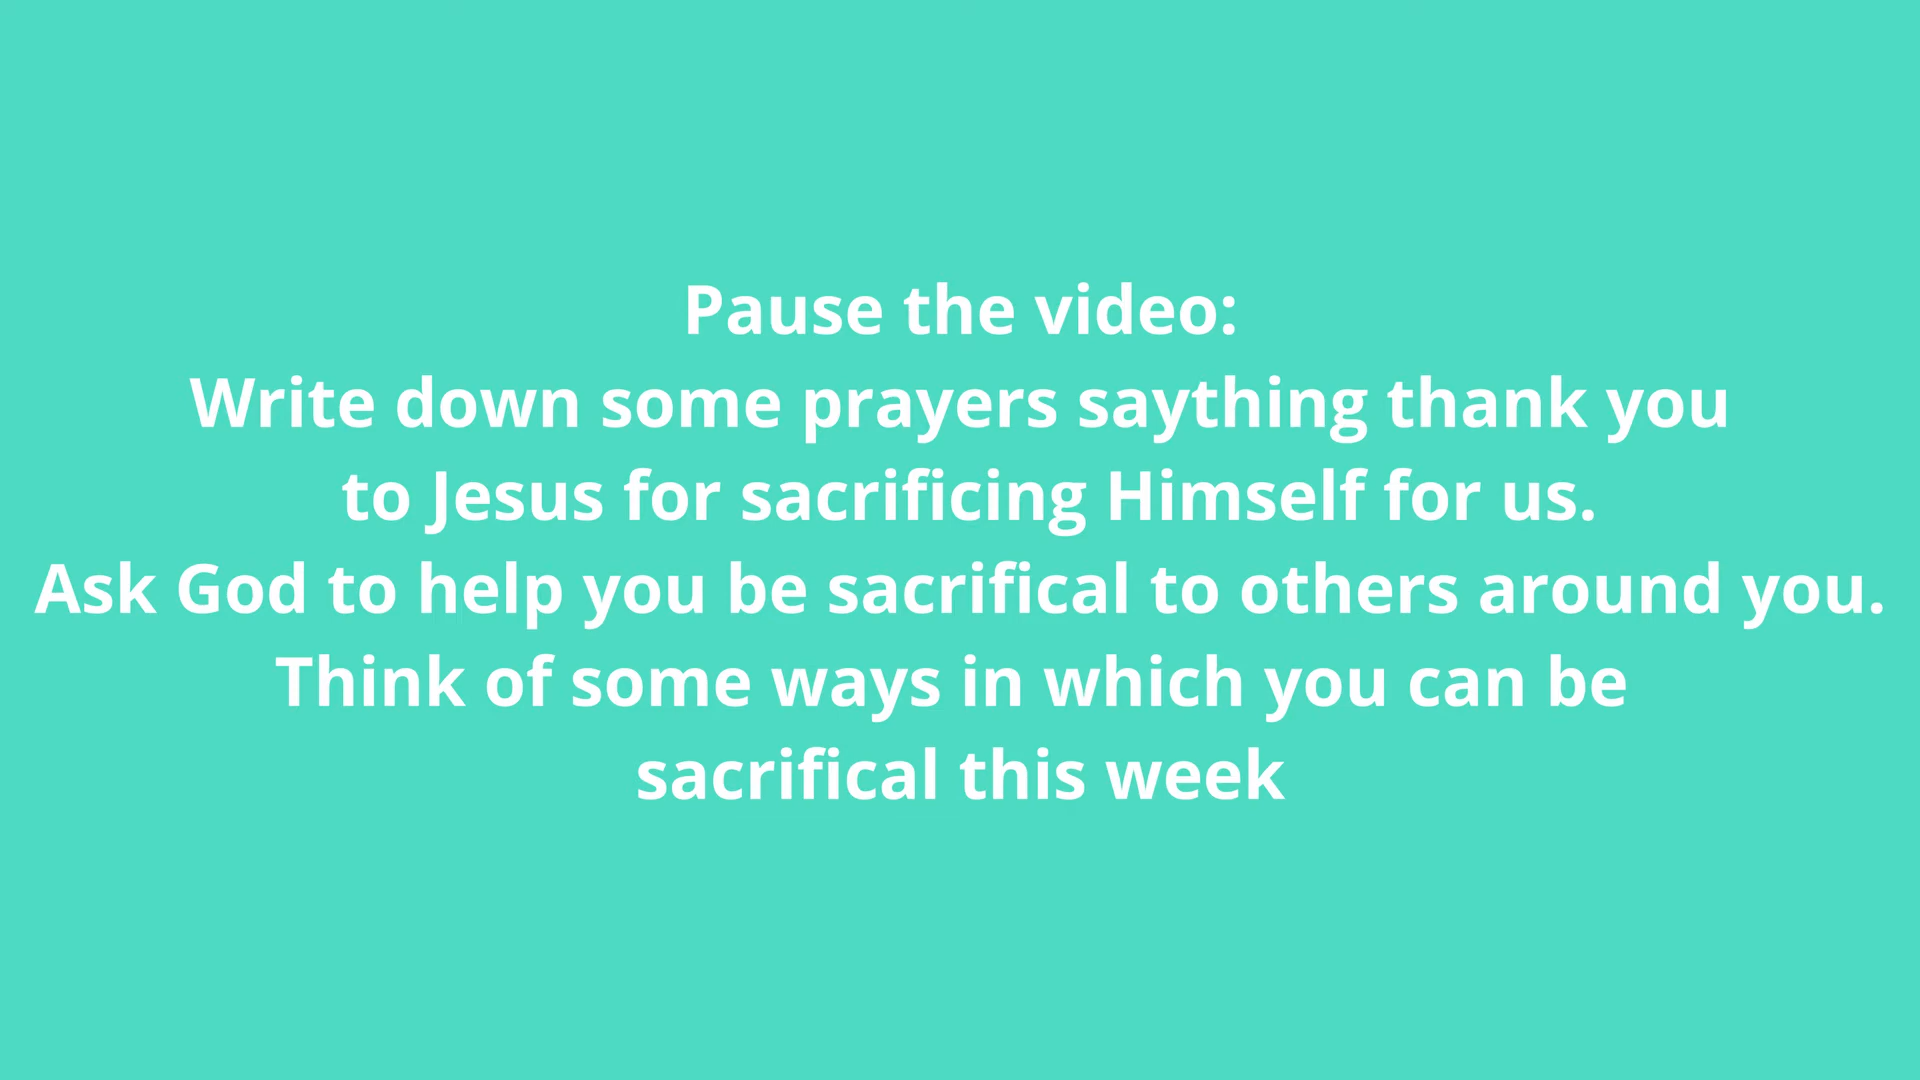 Pause the video:
Write down some prayers saything thank you
to Jesus for sacrificing Himself for us.
Ask God to help you be sacrifical to others around you.
Think of some ways in which you can be
sacrifical this week